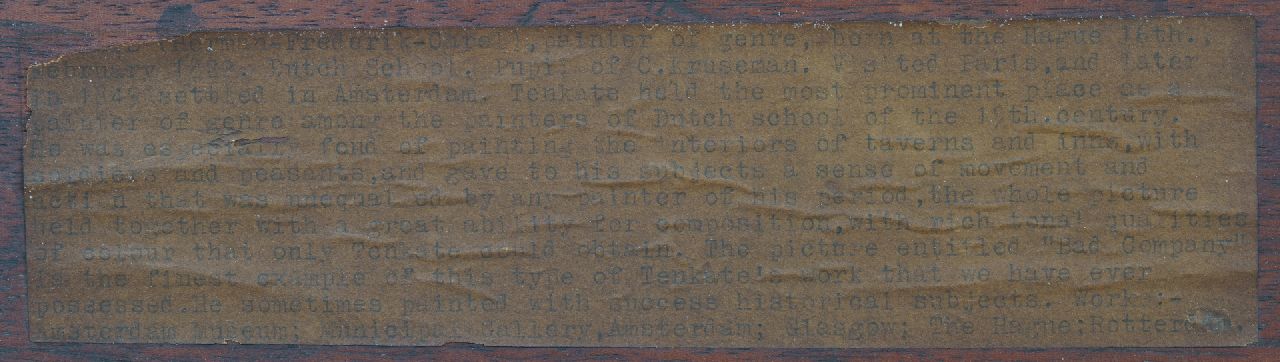 (Herman-Frederik-Carel),painter of genre, born at the Hague 16th.,
February 1822. Dutch School. Pupil of C.Kruseman. Visited Paris,and later
in 1849 settled in Amsterdam. Tenkate held the most prominent place as a
painter of genre among the painters of Dutch school of the 19th.century.
He was especially fond of painting the interiors of taverns and inns,with
soldiers and peasants,and gave to his subjects a sense of movement and
action that was unequalled by any painter of his period,the whole picture
held together with a great ability for composition,with rich tonal qualities
of colour that only Tenkate could obtain. The picture entitled "Bad Company"
is the finest example of this type of Tenkate's work that we have ever
possessed.He sometimes painted with success historical subjects. Works:-
Amsterdam Museum; Municipal Gallery,Amsterdam; Glasgow; The Hague;Rotterdam.